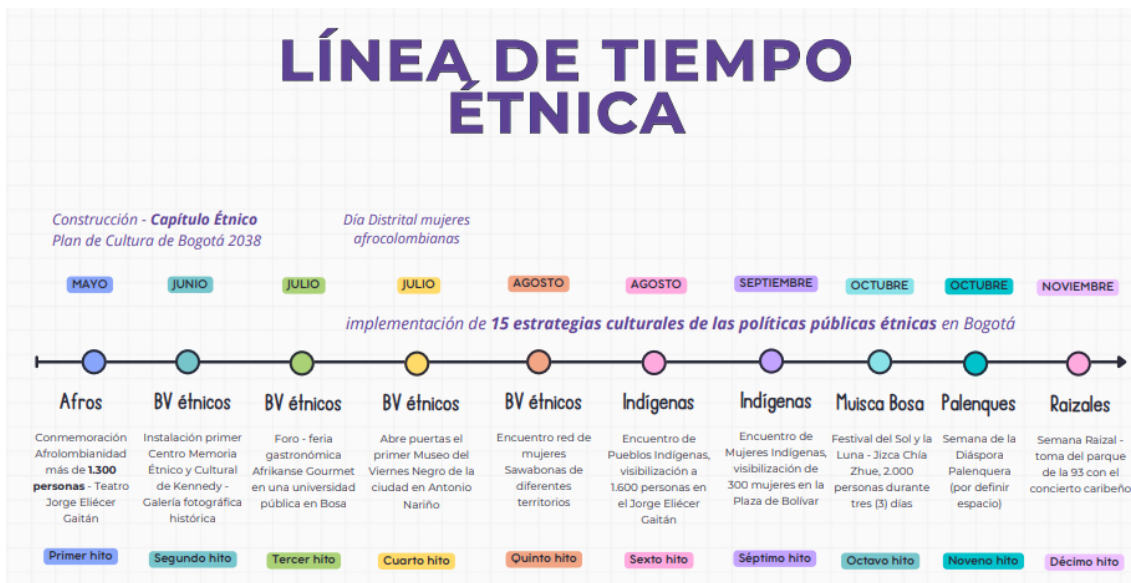 LÍNEA DE TIEMPO
ÉTNICA
Construcción - Capítulo Étnico
Plan de Cultura de Bogotá 2038
Día Distrital mujeres
afrocolombianas
MAYO
JUNIO
JULIO
JULIO
AGOSTO
AGOSTO
SEPTIEMBRE
OCTUBRE
OCTUBRE
NOVIEMBRE
implementación de 15 estrategias culturales de las políticas públicas étnicas en Bogotá
Afros
Conmemoración
Afrolombianidad
más de 1.300
personas - Teatro
Jorge Eliécer
Gaitán
Primer hito
BV étnicos
Instalación primer
Centro Memoria
Étnico y Cultural
de Kennedy -
Galería fotográfica
histórica
Segundo hito
BV étnicos
Foro - feria
gastronómica
Afrikanse Gourmet
en una universidad
pública en Bosa
Tercer hito
BV étnicos
Abre puertas el
primer Museo del
Viernes Negro de la
ciudad en Antonio
Nariño
Cuarto hito
BV étnicos
Encuentro red de
mujeres
Sawabonas de
diferentes
territorios
Quinto hito
Indígenas
Encuentro de
Pueblos Indígenas,
visibilización a
1.600 personas en
el Jorge Eliécer
Gaitán
Sexto hito
Indígenas
Encuentro de
Mujeres Indígenas,
visibilización de
300 mujeres en la
Plaza de Bolívar
Séptimo hito
Muisca Bosa
Festival del Sol y la
Luna - Jizca Chía
Zhue, 2.000
personas durante
tres (3) días
Octavo hito
Palenques
Semana de la
Diáspora
Palenquera
(por definir
espacio)
Noveno hito
Raizales
Semana Raizal -
toma del parque
de la 93 con el
concierto caribeño
Décimo hito